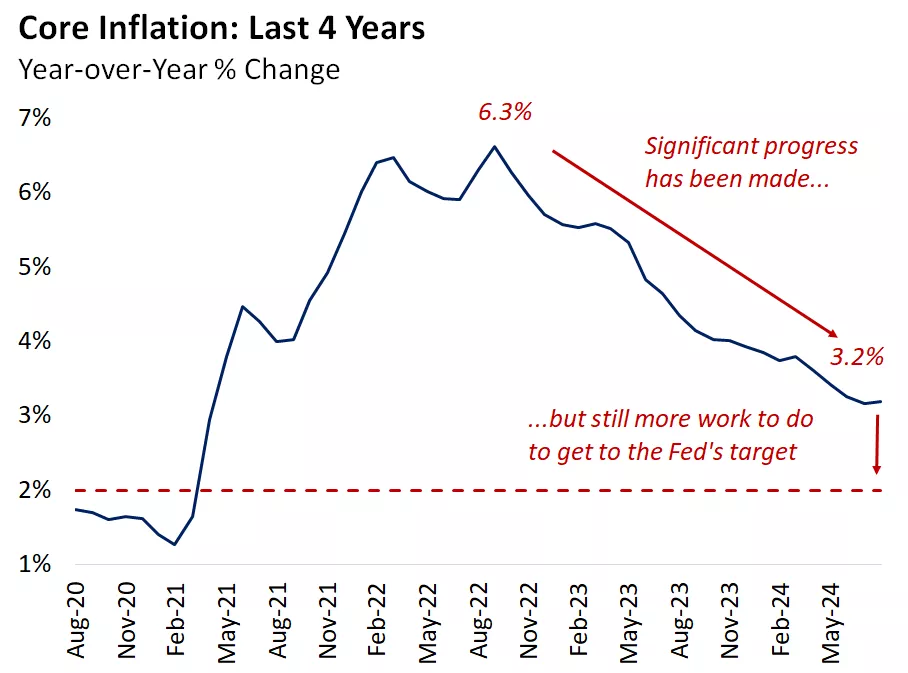 Core Inflation: Last 4 Years
Year-over-Year % Change
7%
6%
5%
4%
3%
2%
1%
6.3%
Significant progress
has been made...
3.2%
...but still more work to do
to get to the Fed's target
Aug-20
Nov-20
Feb-21
May-21
Aug-21
Nov-21
Feb-22
May-22
Aug-22
Nov-22
Feb-23
May-23
Aug-23
Nov-23
Feb-24
May-24